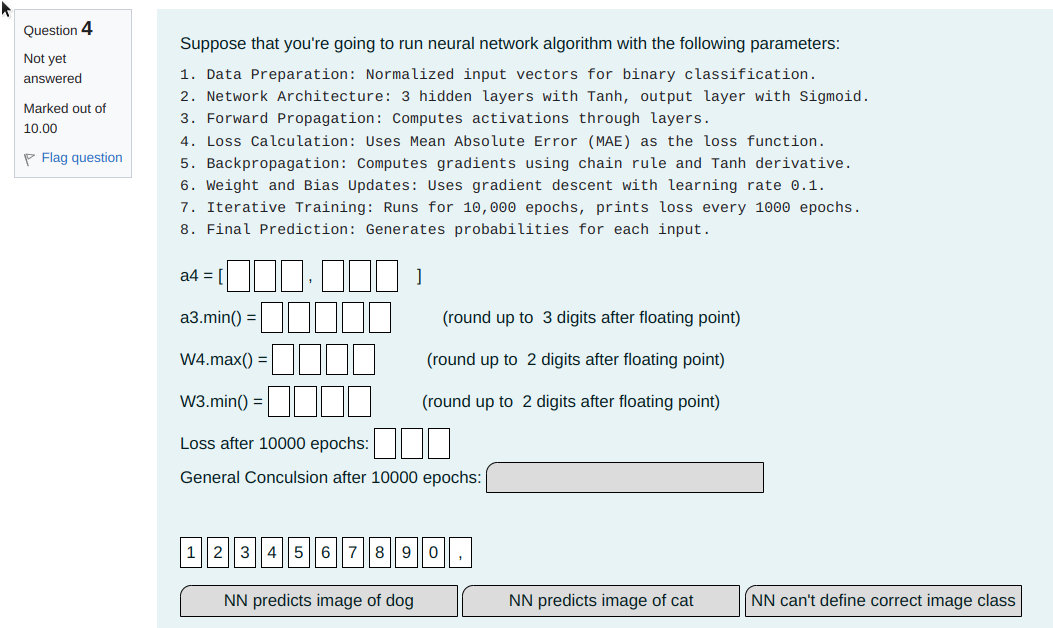 Question 4
Not yet
answered
Marked out of
10.00
Flag question
Suppose that you're going to run neural network algorithm with the following parameters:
1. Data Preparation: Normalized input vectors for binary classification.
2. Network Architecture: 3 hidden layers with Tanh, output layer with Sigmoid.
3. Forward Propagation: Computes activations through layers.
4. Loss Calculation: Uses Mean Absolute Error (MAE) as the loss function.
5. Backpropagation: Computes gradients using chain rule and Tanh derivative.
6. Weight and Bias Updates: Uses gradient descent with learning rate 0.1.
7. Iterative Training: Runs for 10,000 epochs, prints loss every 1000 epochs.
8. Final Prediction: Generates probabilities for each input.
a4 = [ , ]
a3.min() = (round up to 3 digits after floating point)
W4.max() = (round up to 2 digits after floating point)
W3.min() = (round up to 2 digits after floating point)
Loss after 10000 epochs:
General Conculsion after 10000 epochs:
1 2 3 4 5 6 7 8 9 0 ,
NN predicts image of dog NN predicts image of cat NN can't define correct image class